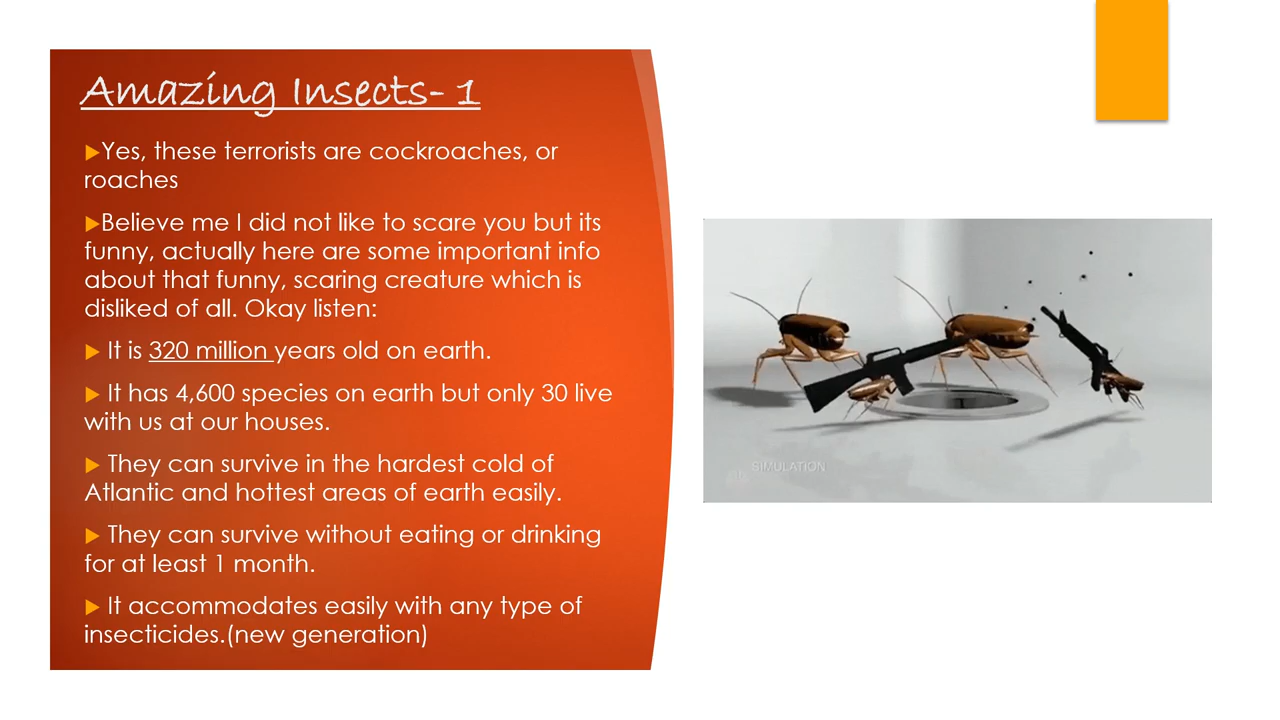 Amazing Insects- 1
▶Yes, these terrorists are cockroaches, or
roaches
▶Believe me I did not like to scare you but its
funny, actually here are some important info
about that funny, scaring creature which is
disliked of all. Okay listen:
▶ It is 320 million years old on earth.
▶ It has 4,600 species on earth but only 30 live
with us at our houses.
▶ They can survive in the hardest cold of
Atlantic and hottest areas of earth easily.
▶ They can survive without eating or drinking
for at least 1 month.
▶ It accommodates easily with any type of
insecticides.(new generation)
SIMULATION